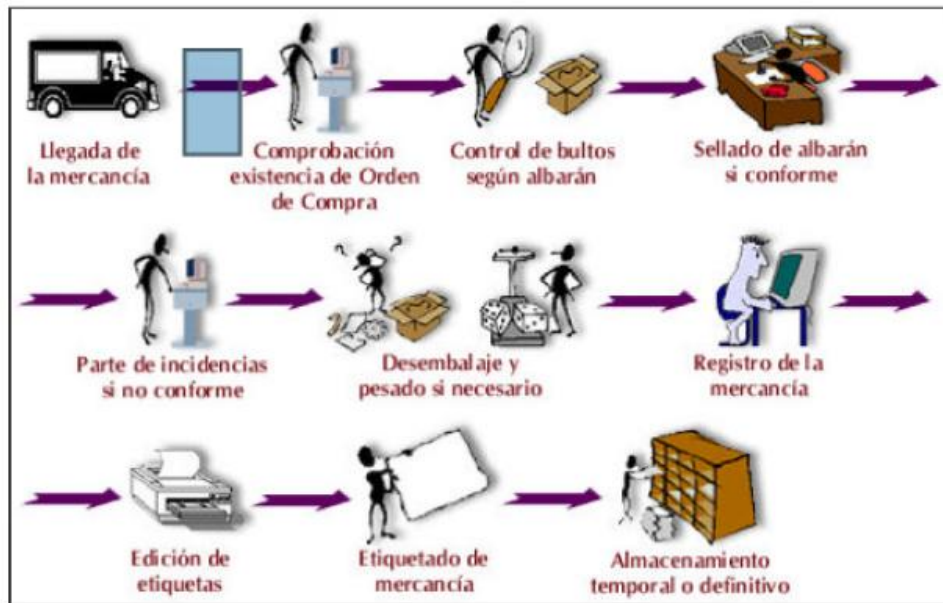 Llegada de
la mercancía
Comprobación
existencia de Orden
de Compra
Control de bultos
según albarán
Sellado de albarán
si conforme
Parte de incidencias
si no conforme
Desembalaje y
pesado si necesario
Registro de la
mercancía
Edición de
etiquetas
Etiquetado de
mercancía
Almacenamiento
temporal o definitivo